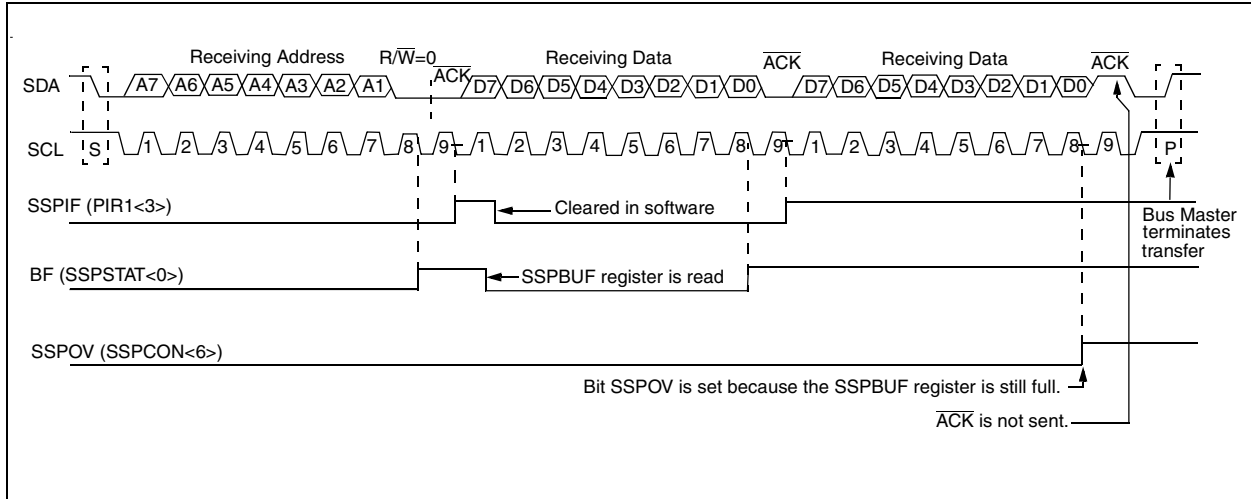 Receiving Address R/W=0 Receiving Data ACK Receiving Data ACK
ACK
SDA A7 A6 A5 A4 A3 A2 A1 D7 D6 D5 D4 D3 D2 D1 D0 D7 D6 D5 D4 D3 D2 D1 D0
SCL S 1 2 3 4 5 6 7 8 9 1 2 3 4 5 6 7 8 9 1 2 3 4 5 6 7 8 9 P
SSPIF (PIR1<3>)
Cleared in software
Bus Master
terminates
transfer
BF (SSPSTAT<0>)
SSPBUF register is read
SSPOV (SSPCON<6>)
Bit SSPOV is set because the SSPBUF register is still full.
ACK is not sent.